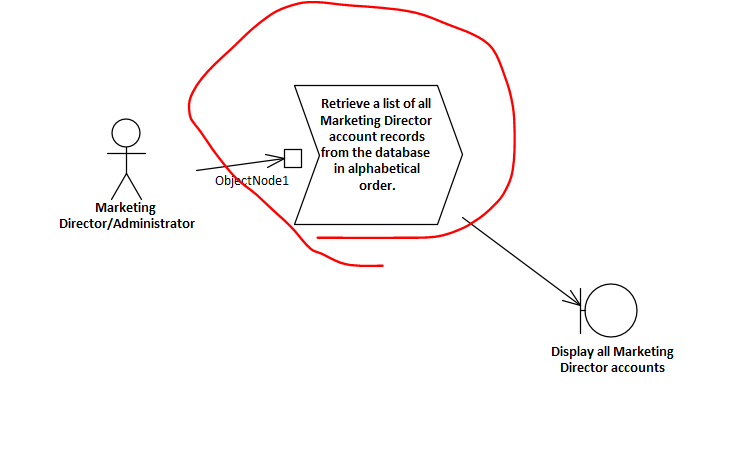 Retrieve a list of all
Marketing Director
account records
from the database
in alphabetical
order.
ObjectNode1
Marketing
Director/Administrator
Display all Marketing
Director accounts